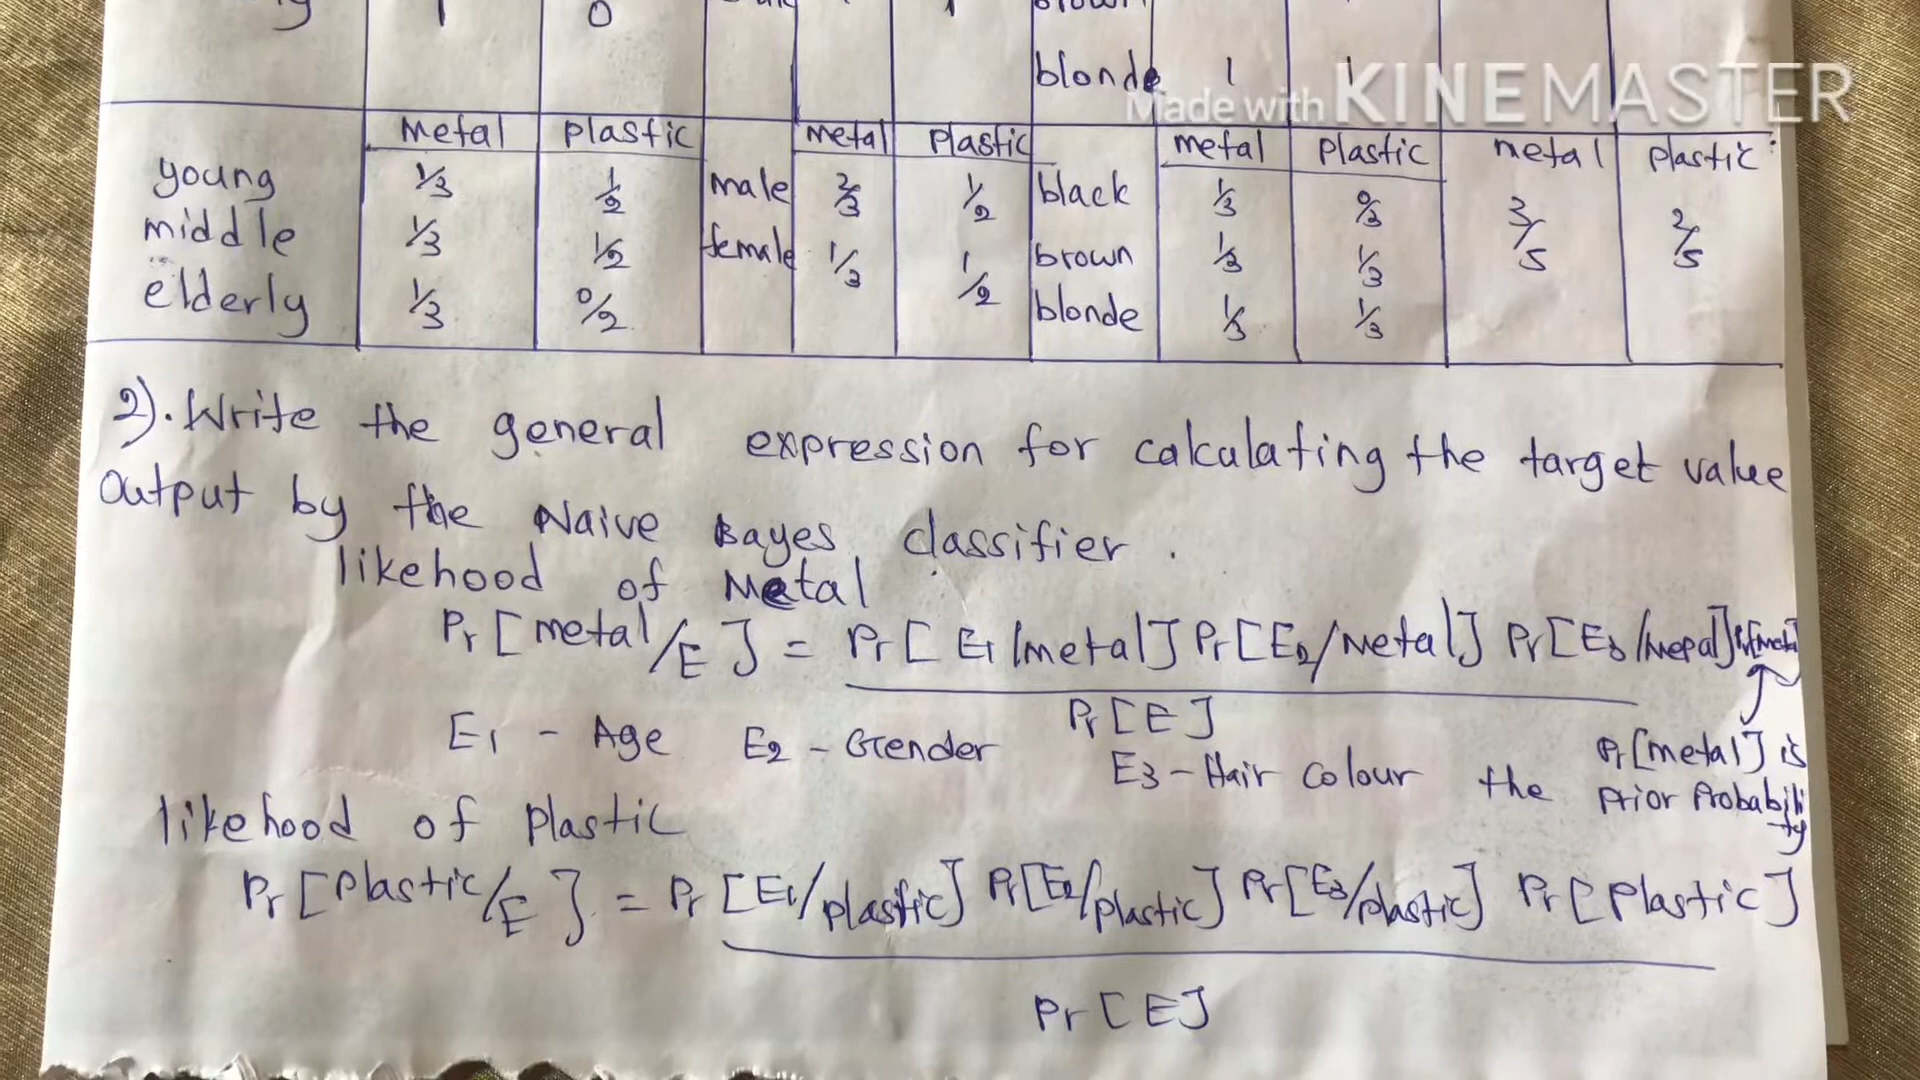 1 0
blonde 1 1
Made with KINEMASTER
metal plastic metal plastic metal plastic metal plastic
young 1/3 1/2 male 2/3 1/2 black 1/3 0/3 3/5 2/5
middle 1/3 1/2 female 1/3 1/2 brown 1/3 1/3
elderly 1/3 0/2 blonde 1/3 1/3
2). Write the general expression for calculating the target value
output by the Naive Bayes classifier.
likehood of Metal
Pr [metal/E] = Pr[E1/metal] Pr[E2/Metal] Pr[E3/Mepal]
Pr[E]
E1 - Age E2 - Gender E3 - Hair colour the Pr[metal] is
Prior Probability
likehood of plastic
Pr [Plastic/E] = Pr [E1/plastic] Pr[E2/plastic] Pr[E3/plastic] Pr[Plastic]
Pr[E]